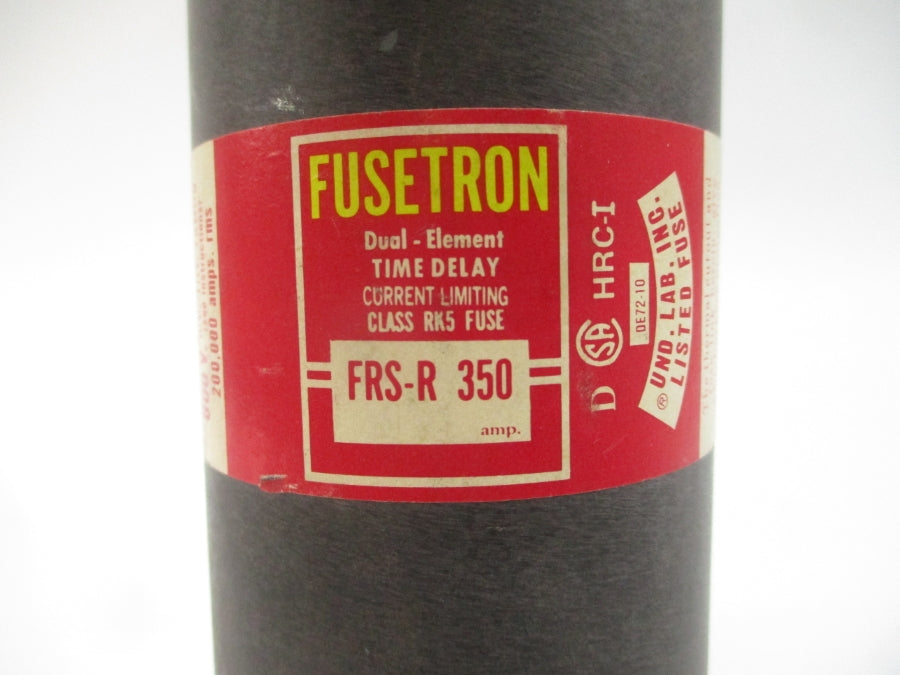 FUSETRON
Dual - Element
TIME DELAY
CURRENT LIMITING
CLASS RK5 FUSE
FRS-R 350
amp.
D SA HRC-I
DE72-10
® UND. LAB. INC.
LISTED FUSE
200,000 amps. rms